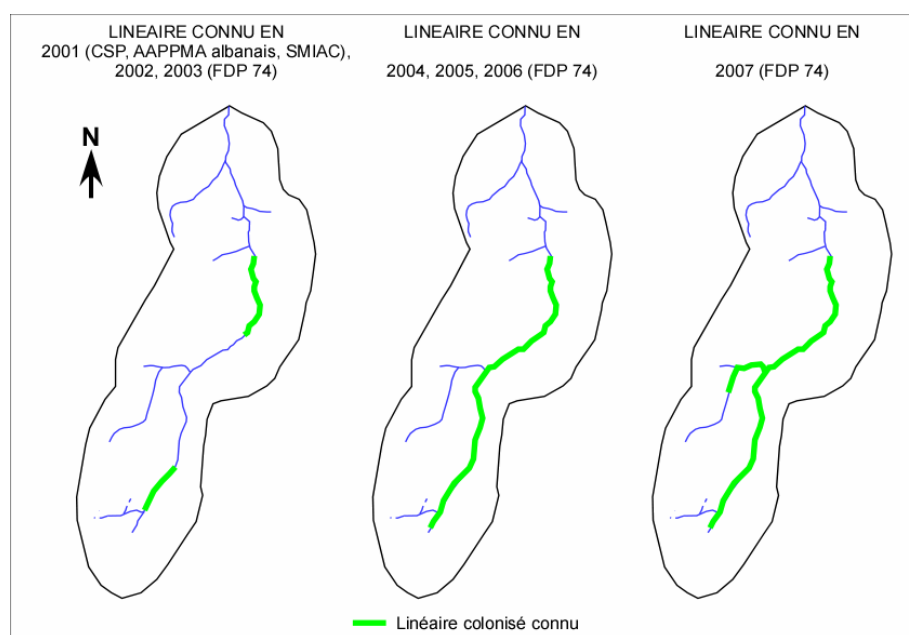 LINEAIRE CONNU EN
2001 (CSP, AAPPMA albanais, SMIAC),
2002, 2003 (FDP 74)
LINEAIRE CONNU EN
2004, 2005, 2006 (FDP 74)
LINEAIRE CONNU EN
2007 (FDP 74)
N
Linéaire colonisé connu